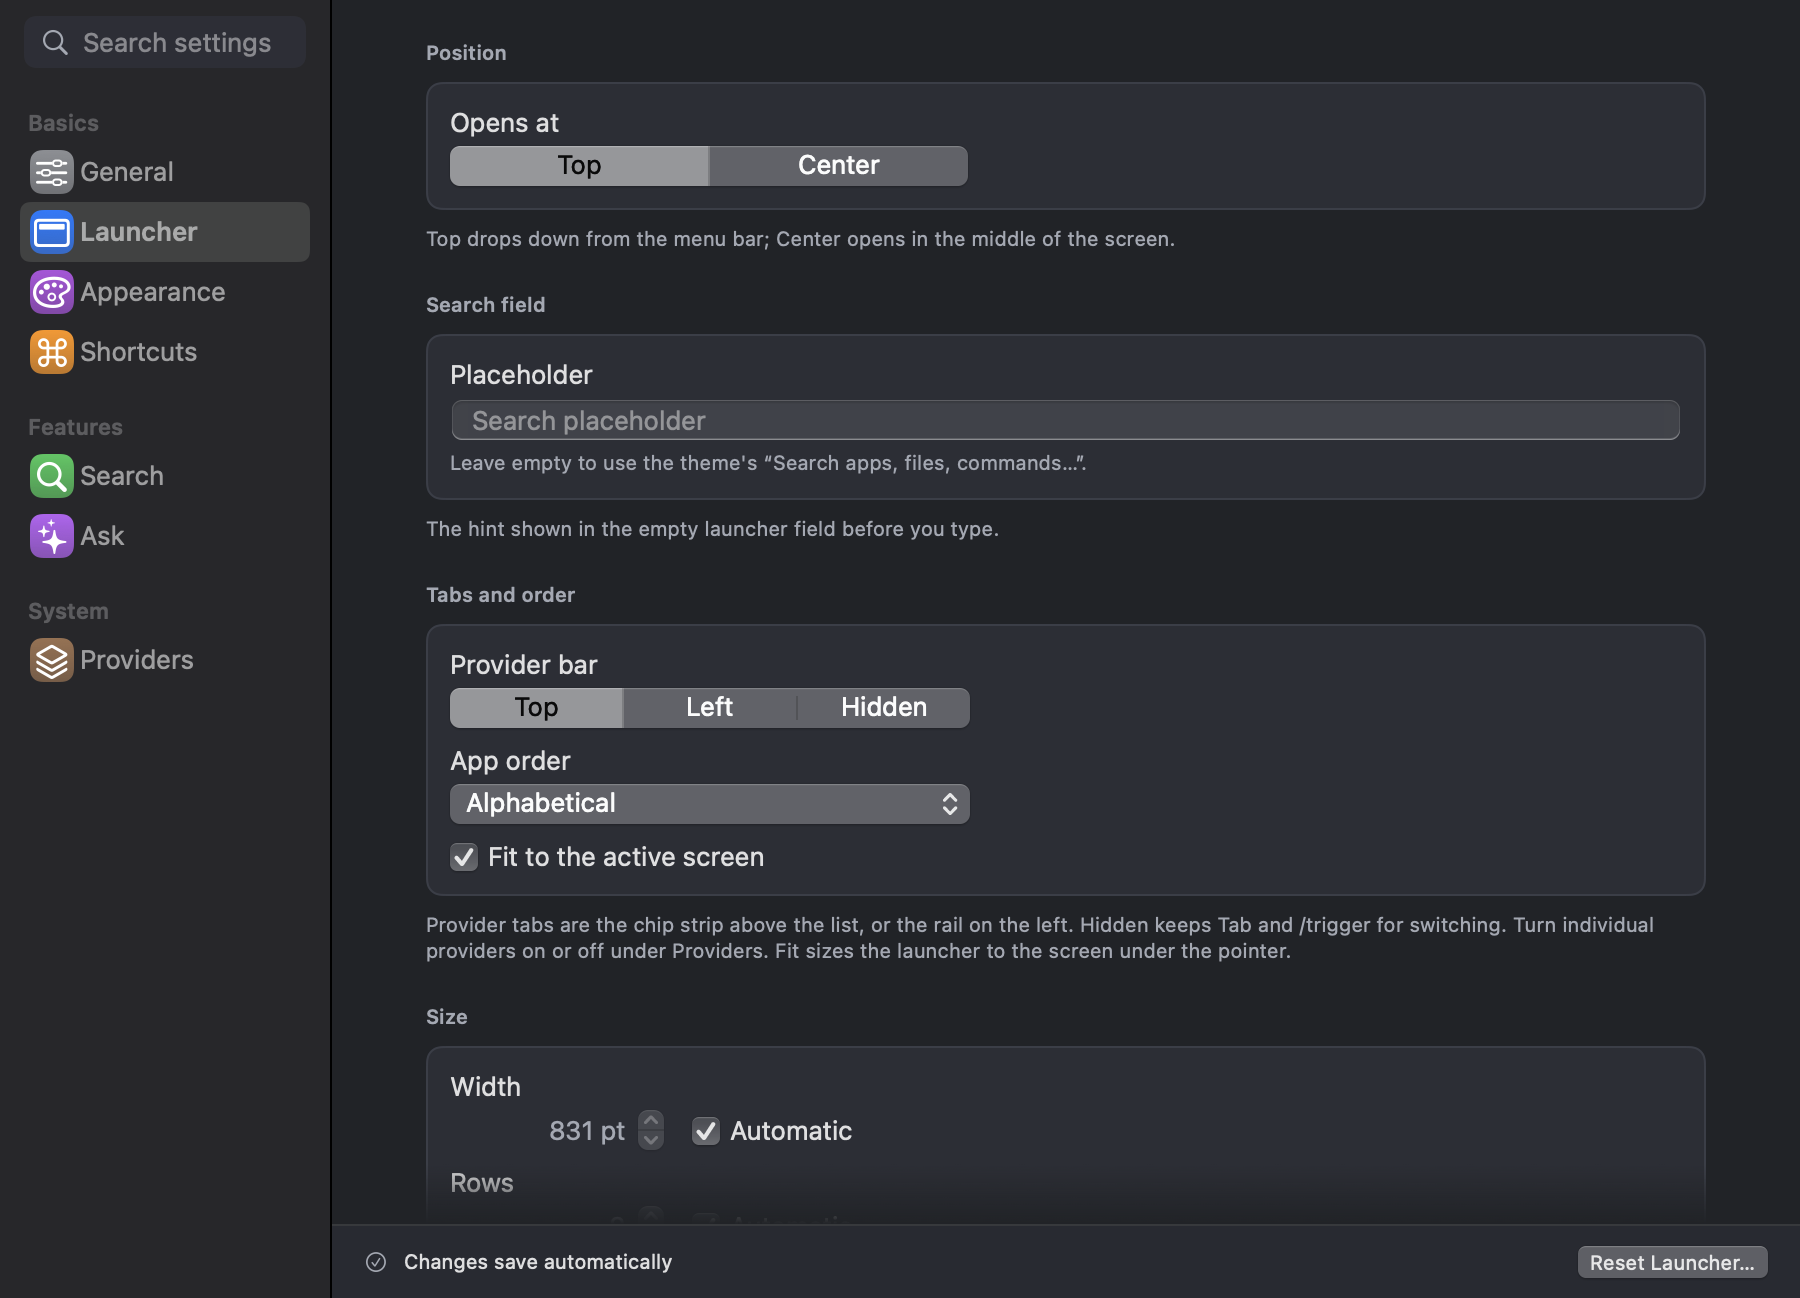 Search settings
Basics
General
Launcher
Appearance
Shortcuts
Features
Search
Ask
System
Providers
Position
Opens at
Top
Center
Top drops down from the menu bar; Center opens in the middle of the screen.
Search field
Placeholder
Search placeholder
Leave empty to use the theme's “Search apps, files, commands…”.
The hint shown in the empty launcher field before you type.
Tabs and order
Provider bar
Top
Left
Hidden
App order
Alphabetical
Fit to the active screen
Provider tabs are the chip strip above the list, or the rail on the left. Hidden keeps Tab and /trigger for switching. Turn individual
providers on or off under Providers. Fit sizes the launcher to the screen under the pointer.
Size
Width
831 pt
Automatic
Rows
Changes save automatically
Reset Launcher...